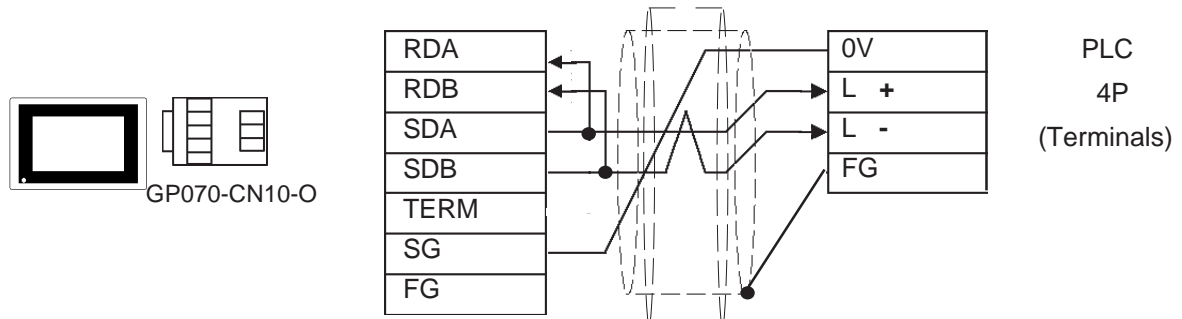 GP070-CN10-O
RDA
RDB
SDA
SDB
TERM
SG
FG
0V
L +
L -
FG
PLC
4P
(Terminals)